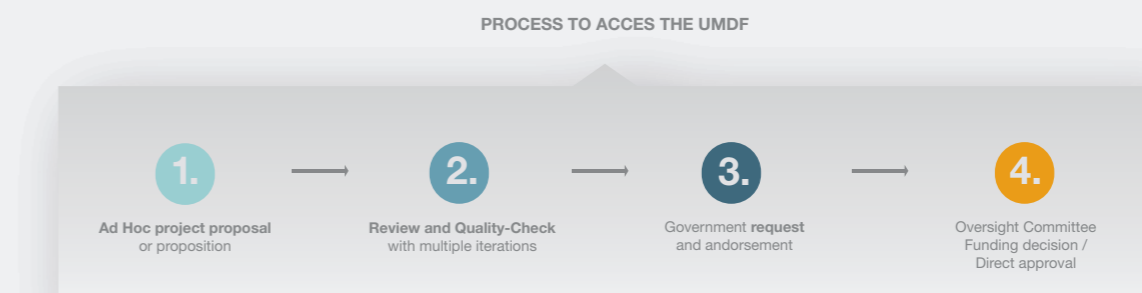 PROCESS TO ACCES THE UMDF
1.
2.
3.
4.
Ad Hoc project proposal
or proposition
Review and Quality-Check
with multiple iterations
Government request
and endorsement
Oversight Committee
Funding decision /
Direct approval